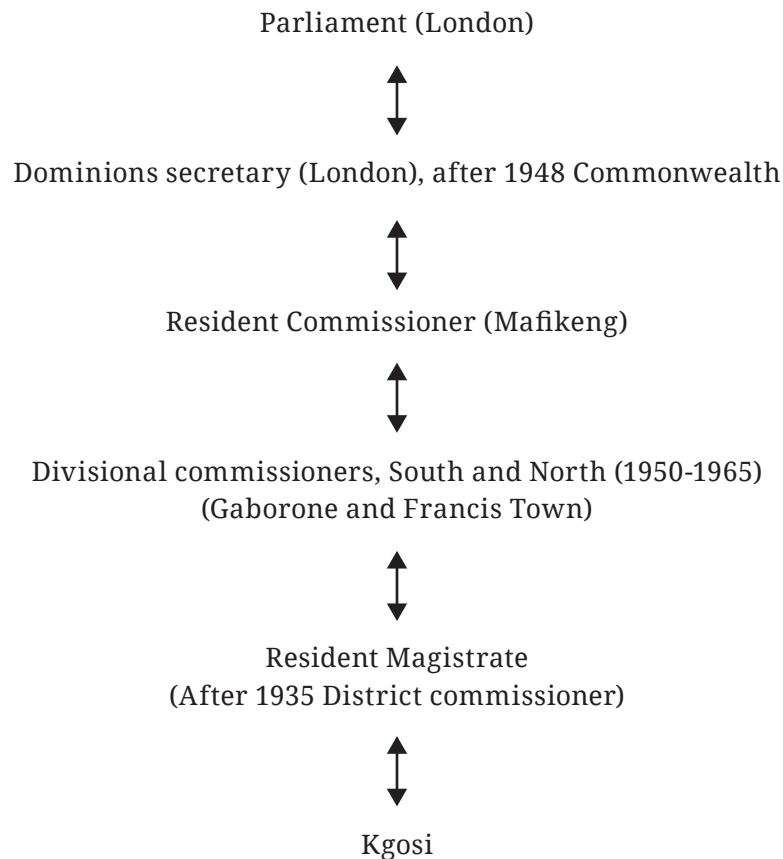 Parliament (London)
Dominions secretary (London), after 1948 Commonwealth
Resident Commissioner (Mafikeng)
Divisional commissioners, South and North (1950-1965)
(Gaborone and Francis Town)
Resident Magistrate
(After 1935 District commissioner)
Kgosi